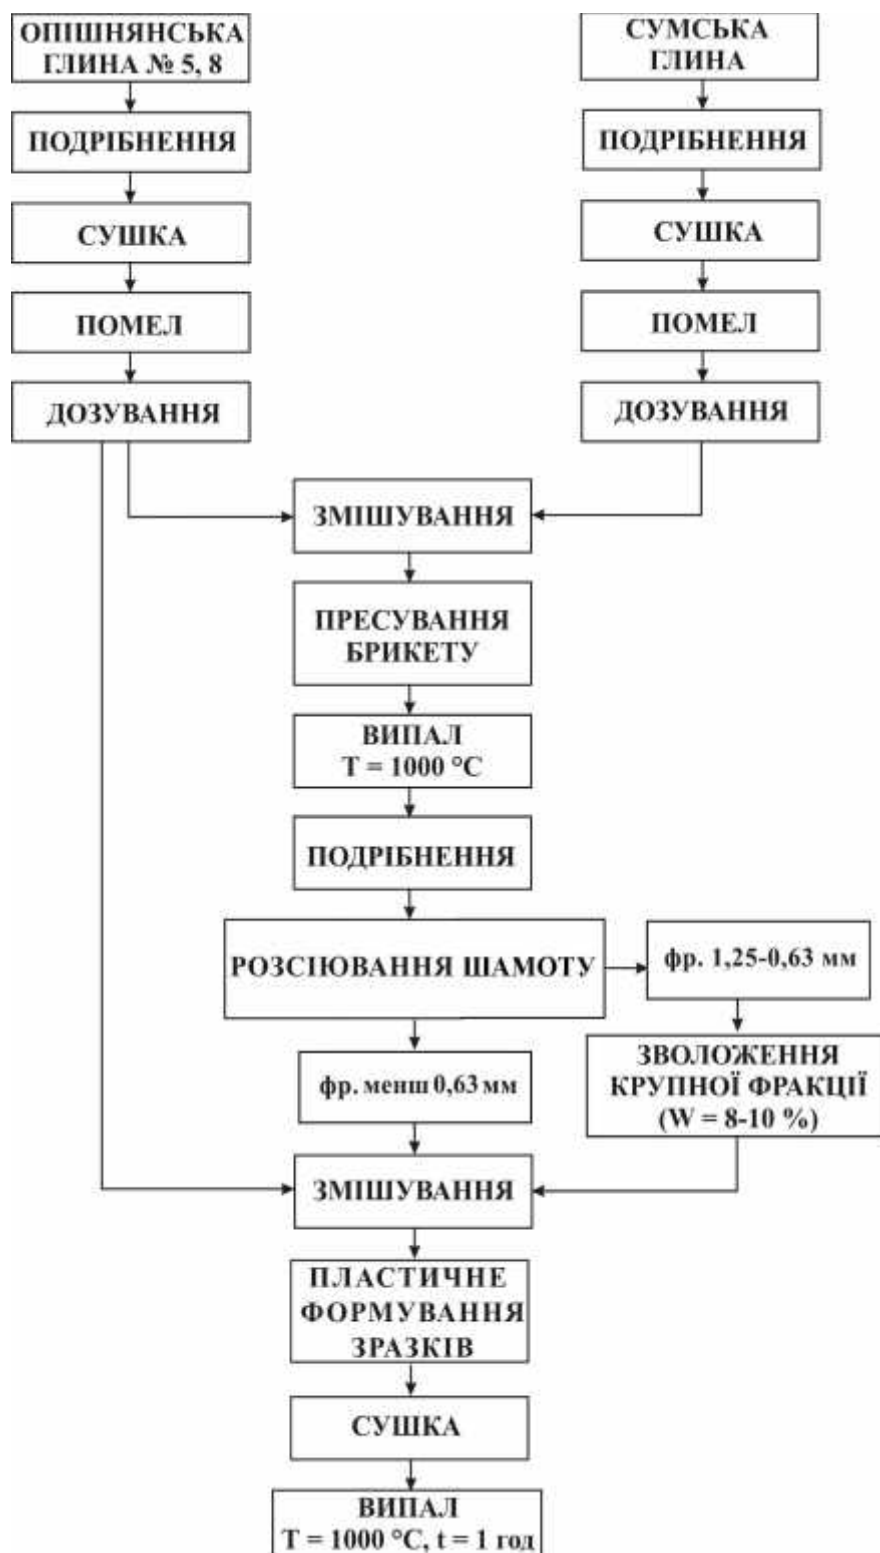 ОПІШНЯНСЬКА
ГЛИНА № 5, 8
ПОДРІБНЕННЯ
СУШКА
ПОМЕЛ
ДОЗУВАННЯ
СУМСЬКА
ГЛИНА
ПОДРІБНЕННЯ
СУШКА
ПОМЕЛ
ДОЗУВАННЯ
ЗМІШУВАННЯ
ПРЕСУВАННЯ
БРИКЕТУ
ВИПАЛ
Т = 1000 °С
ПОДРІБНЕННЯ
РОЗСІЮВАННЯ ШАМОТУ
фр. 1,25-0,63 мм
ЗВОЛОЖЕННЯ
КРУПНОЇ ФРАКЦІЇ
(W = 8-10 %)
фр. менш 0,63 мм
ЗМІШУВАННЯ
ПЛАСТИЧНЕ
ФОРМУВАННЯ
ЗРАЗКІВ
СУШКА
ВИПАЛ
Т = 1000 °С, t = 1 год